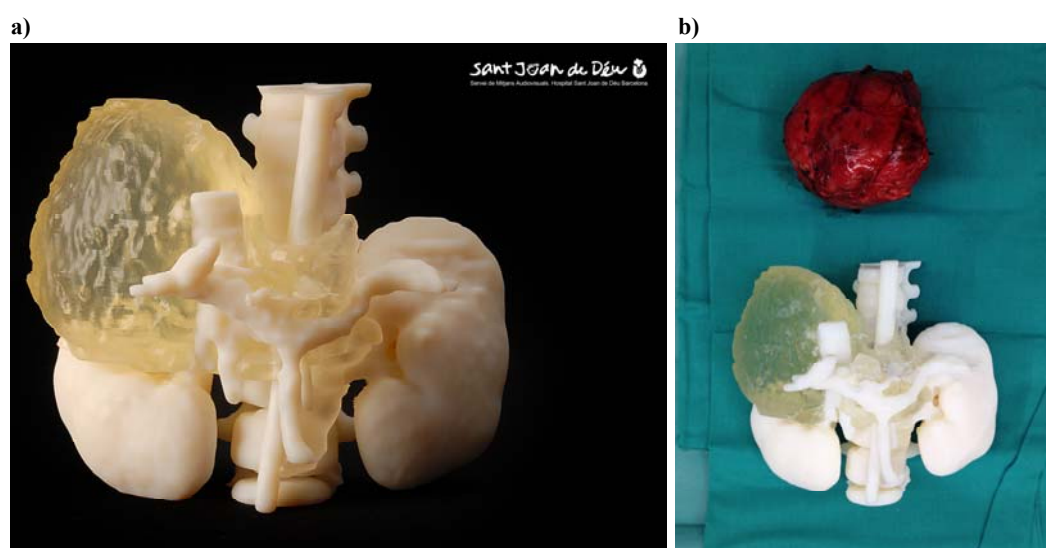 a)
b)
Sant Joan de Déu
Servei de Mitjans Audiovisuals. Hospital Sant Joan de Déu Barcelona